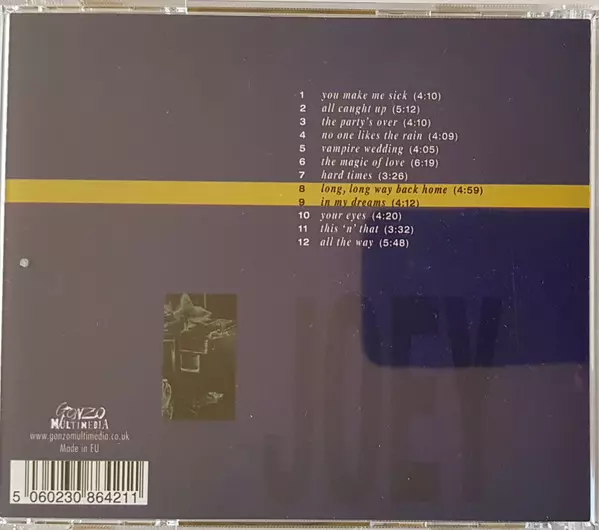 1 you make me sick (4:10)
2 all caught up (5:12)
3 the party's over (4:10)
4 no one likes the rain (4:09)
5 vampire wedding (4:05)
6 the magic of love (6:19)
7 hard times (3:26)
8 long, long way back home (4:59)
9 in my dreams (4:12)
10 your eyes (4:20)
11 this 'n' that (3:32)
12 all the way (5:48)
JOEY
GONZO
MULTIMEDIA
www.gonzomultimedia.co.uk
Made in EU
5 060230 864211